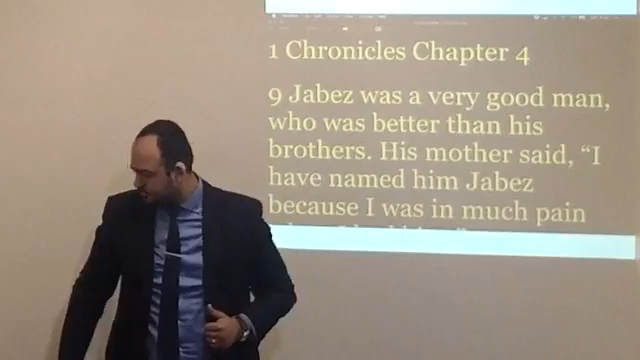 1 Chronicles Chapter 4
9 Jabez was a very good man,
who was better than his
brothers. His mother said, “I
have named him Jabez
because I was in much pain